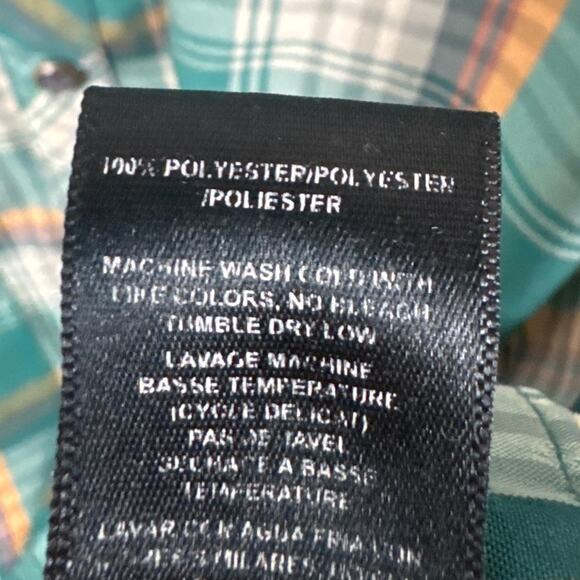 100% POLYESTER/POLYESTER
/POLIESTER
MACHINE WASH COLD WITH
LIKE COLORS, NO BLEACH,
TUMBLE DRY LOW
LAVAGE MACHINE
BASSE TEMPERATURE
(CYCLE DELICAT)
PAS DE JAVEL
SECHAGE A BASSE
TEMPERATURE
LAVAR CON AGUA FRIA CON
SIMILARES